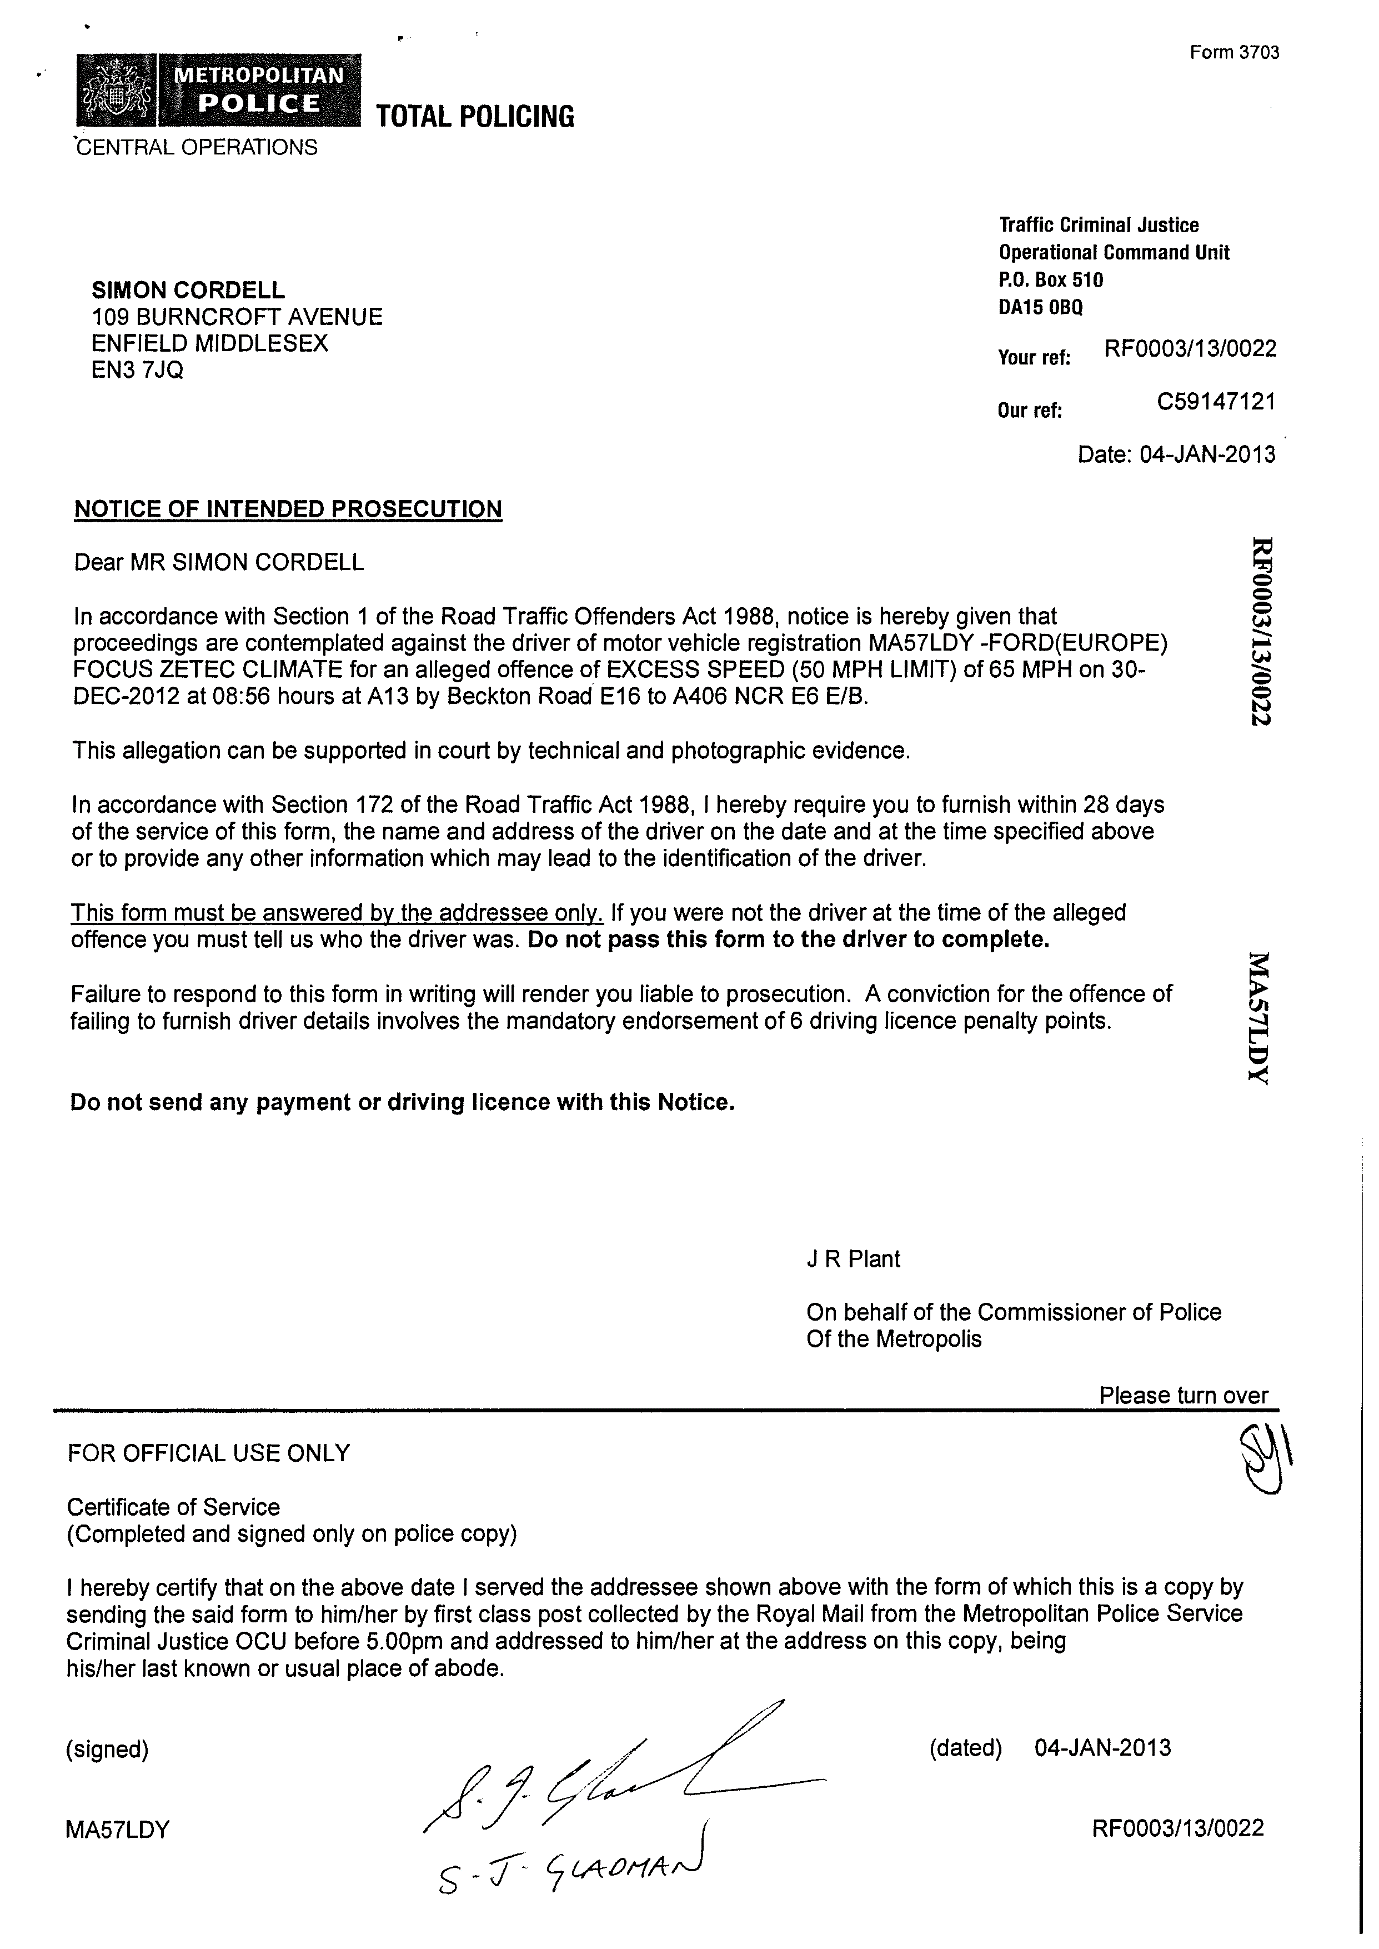 Form 3703
METROPOLITAN
POLICE
TOTAL POLICING
CENTRAL OPERATIONS
Traffic Criminal Justice
Operational Command Unit
P.O. Box 510
DA15 0BQ
SIMON CORDELL
109 BURNCROFT AVENUE
ENFIELD MIDDLESEX
EN3 7JQ
Your ref: RF0003/13/0022
Our ref: C59147121
Date: 04-JAN-2013
NOTICE OF INTENDED PROSECUTION
Dear MR SIMON CORDELL
In accordance with Section 1 of the Road Traffic Offenders Act 1988, notice is hereby given that
proceedings are contemplated against the driver of motor vehicle registration MA57LDY -FORD(EUROPE)
FOCUS ZETEC CLIMATE for an alleged offence of EXCESS SPEED (50 MPH LIMIT) of 65 MPH on 30-
DEC-2012 at 08:56 hours at A13 by Beckton Road E16 to A406 NCR E6 E/B.
This allegation can be supported in court by technical and photographic evidence.
In accordance with Section 172 of the Road Traffic Act 1988, I hereby require you to furnish within 28 days
of the service of this form, the name and address of the driver on the date and at the time specified above
or to provide any other information which may lead to the identification of the driver.
This form must be answered by the addressee only. If you were not the driver at the time of the alleged
offence you must tell us who the driver was. Do not pass this form to the driver to complete.
Failure to respond to this form in writing will render you liable to prosecution. A conviction for the offence of
failing to furnish driver details involves the mandatory endorsement of 6 driving licence penalty points.
Do not send any payment or driving licence with this Notice.
RF0003/13/0022
MA57LDY
J R Plant
On behalf of the Commissioner of Police
Of the Metropolis
Please turn over
FOR OFFICIAL USE ONLY
Certificate of Service
(Completed and signed only on police copy)
I hereby certify that on the above date I served the addressee shown above with the form of which this is a copy by
sending the said form to him/her by first class post collected by the Royal Mail from the Metropolitan Police Service
Criminal Justice OCU before 5.00pm and addressed to him/her at the address on this copy, being
his/her last known or usual place of abode.
(signed)
(dated) 04-JAN-2013
MA57LDY
RF0003/13/0022
S-J- GLADMAN